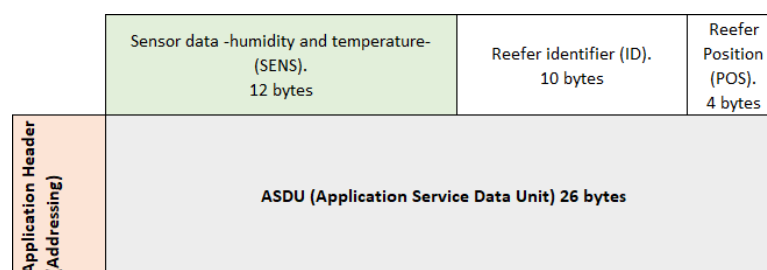 Sensor data -humidity and temperature-
(SENS).
12 bytes
Reefer identifier (ID).
10 bytes
Reefer
Position
(POS).
4 bytes
Application Header
(Addressing)
ASDU (Application Service Data Unit) 26 bytes